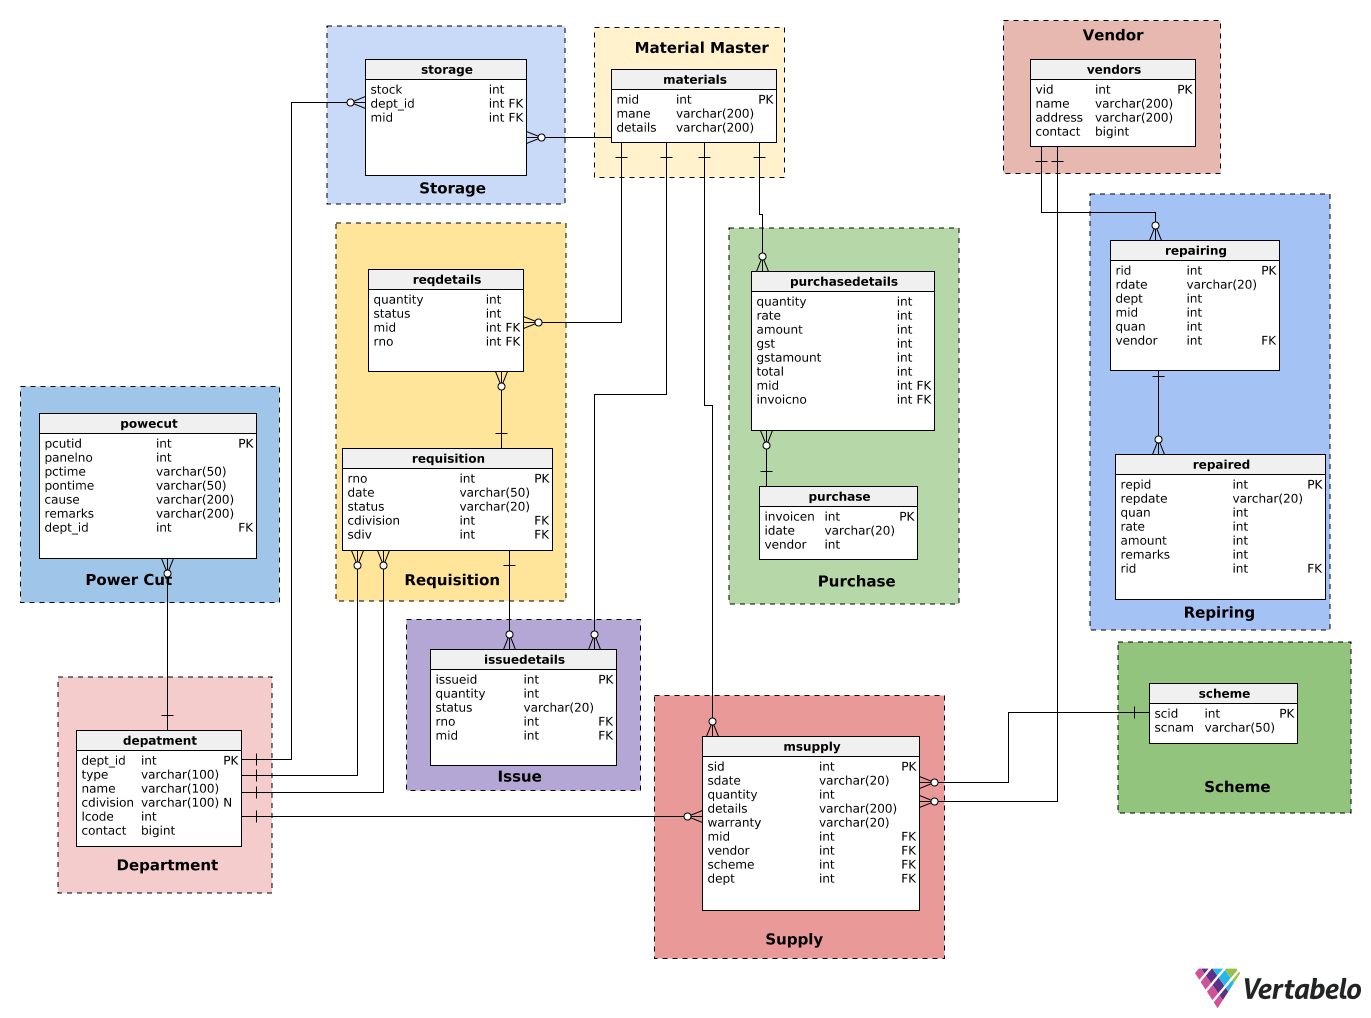 storage
stock int
dept_id int FK
mid int FK
Storage
Material Master
materials
mid int PK
mane varchar(200)
details varchar(200)
Vendor
vendors
vid int PK
name varchar(200)
address varchar(200)
contact bigint
reqdetails
quantity int
status int
mid int FK
rno int FK
requisition
rno int PK
date varchar(50)
status varchar(20)
cdivision int FK
sdiv int FK
Requisition
purchasedetails
quantity int
rate int
amount int
gst int
gstamount int
total int
mid int FK
invoicno int FK
purchase
invoicen int PK
idate varchar(20)
vendor int
Purchase
repairing
rid int PK
rdate varchar(20)
dept int
mid int
quan int
vendor int FK
repaired
repid int PK
repdate varchar(20)
quan int
rate int
amount int
remarks int
rid int FK
Repiring
powecut
pcutid int PK
panelno int
pctime varchar(50)
pontime varchar(50)
cause varchar(200)
remarks varchar(200)
dept_id int FK
Power Cut
issuedetails
issueid int PK
quantity int
status varchar(20)
rno int FK
mid int FK
Issue
depatment
dept_id int PK
type varchar(100)
name varchar(100)
cdivision varchar(100) N
lcode int
contact bigint
Department
msupply
sid int PK
sdate varchar(20)
quantity int
details varchar(200)
warranty varchar(20)
mid int FK
vendor int FK
scheme int FK
dept int FK
Supply
scheme
scid int PK
scnam varchar(50)
Scheme
Vertabelo